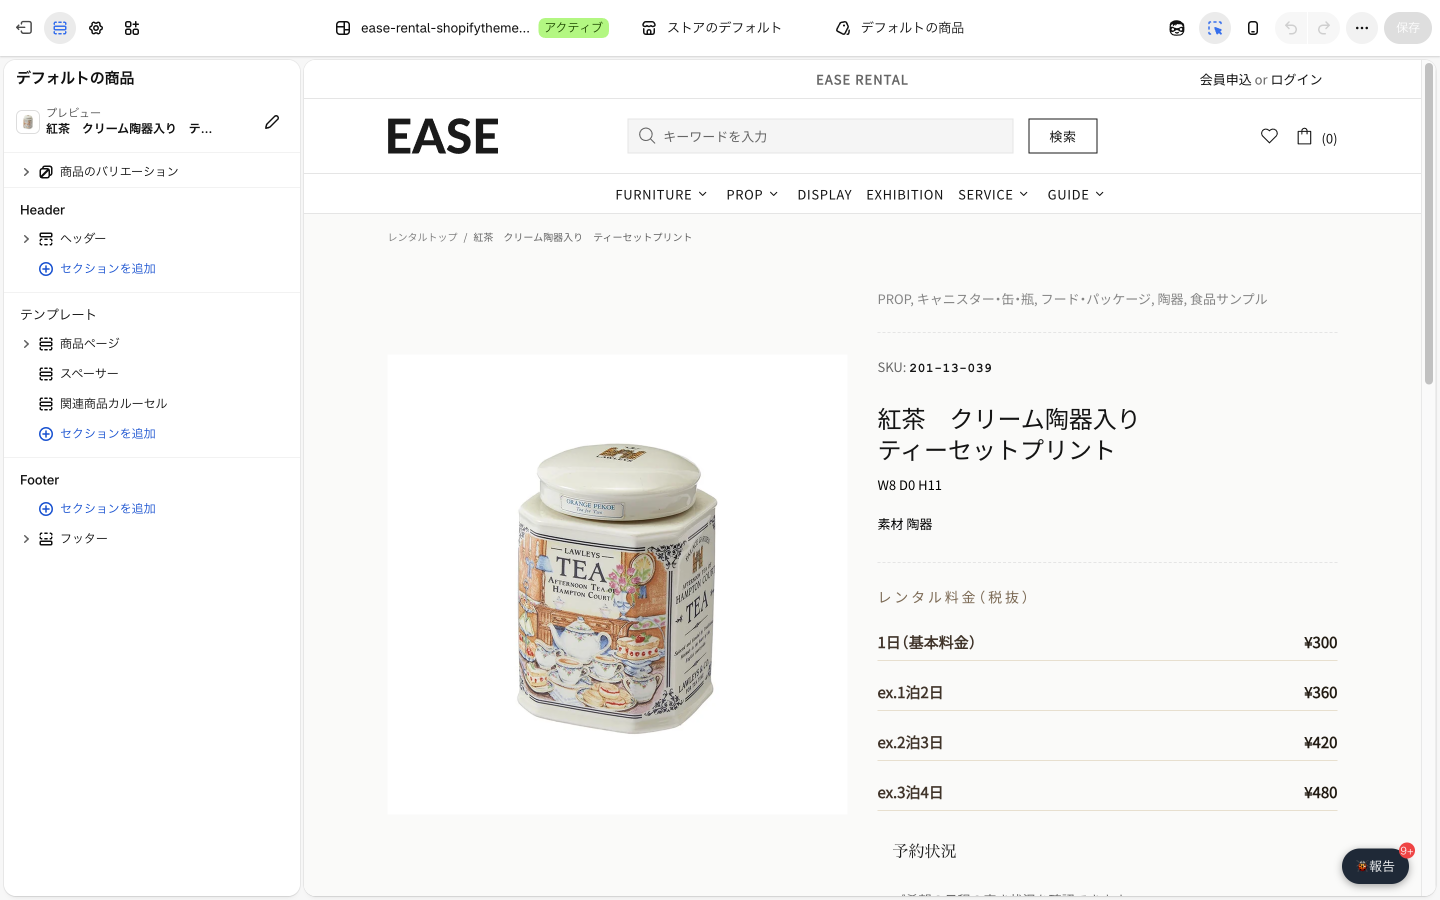 ease-rental-shopifytheme...
アクティブ
ストアのデフォルト
デフォルトの商品
保存
デフォルトの商品
プレビュー
紅茶　クリーム陶器入り　テ...
商品のバリエーション
Header
ヘッダー
セクションを追加
テンプレート
商品ページ
スペーサー
関連商品カルーセル
セクションを追加
Footer
セクションを追加
フッター
EASE RENTAL
会員申込 or ログイン
EASE
キーワードを入力
検索
(0)
FURNITURE PROP DISPLAY EXHIBITION SERVICE GUIDE
レンタルトップ / 紅茶　クリーム陶器入り　ティーセットプリント
PROP, キャニスター・缶・瓶, フード・パッケージ, 陶器, 食品サンプル
SKU: 201-13-039
紅茶　クリーム陶器入り
ティーセットプリント
W8 D0 H11
素材 陶器
レンタル料金（税抜）
1日（基本料金） ¥300
ex.1泊2日 ¥360
ex.2泊3日 ¥420
ex.3泊4日 ¥480
予約状況
LAWLEYS
ORANGE PEKOE
Tea for Two
LAWLEYS
TEA
AFTERNOON TEA OF
HAMPTON COURT
HAMPTON COURT
TEA
報告
9+